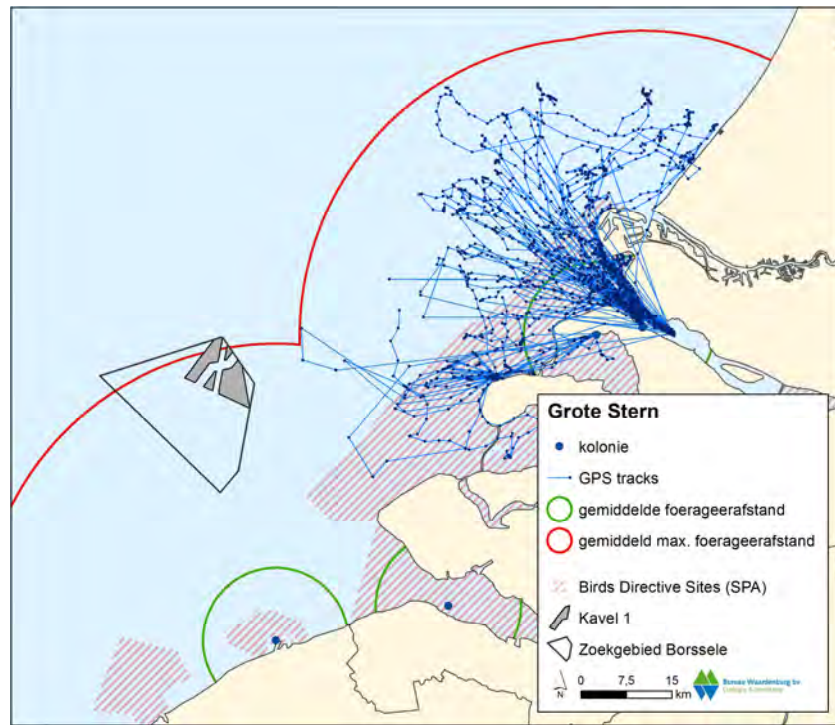 Grote Stern
kolonie
GPS tracks
gemiddelde foerageerafstand
gemiddeld max. foerageerafstand
Birds Directive Sites (SPA)
Kavel 1
Zoekgebied Borssele
N
0 7,5 15
km
Bureau Waardenburg bv